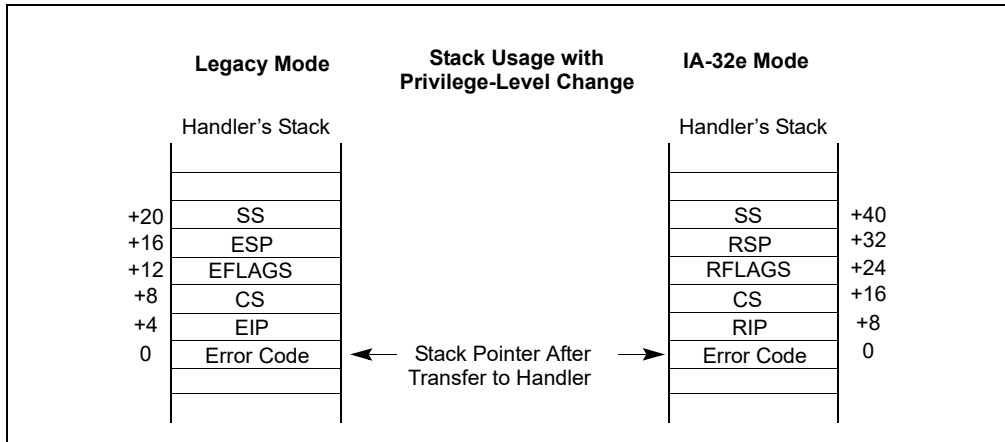 Legacy Mode
Stack Usage with
Privilege-Level Change
IA-32e Mode
Handler’s Stack
Handler’s Stack
+20 SS
+16 ESP
+12 EFLAGS
+8 CS
+4 EIP
0 Error Code
Stack Pointer After
Transfer to Handler
SS +40
RSP +32
RFLAGS +24
CS +16
RIP +8
Error Code 0